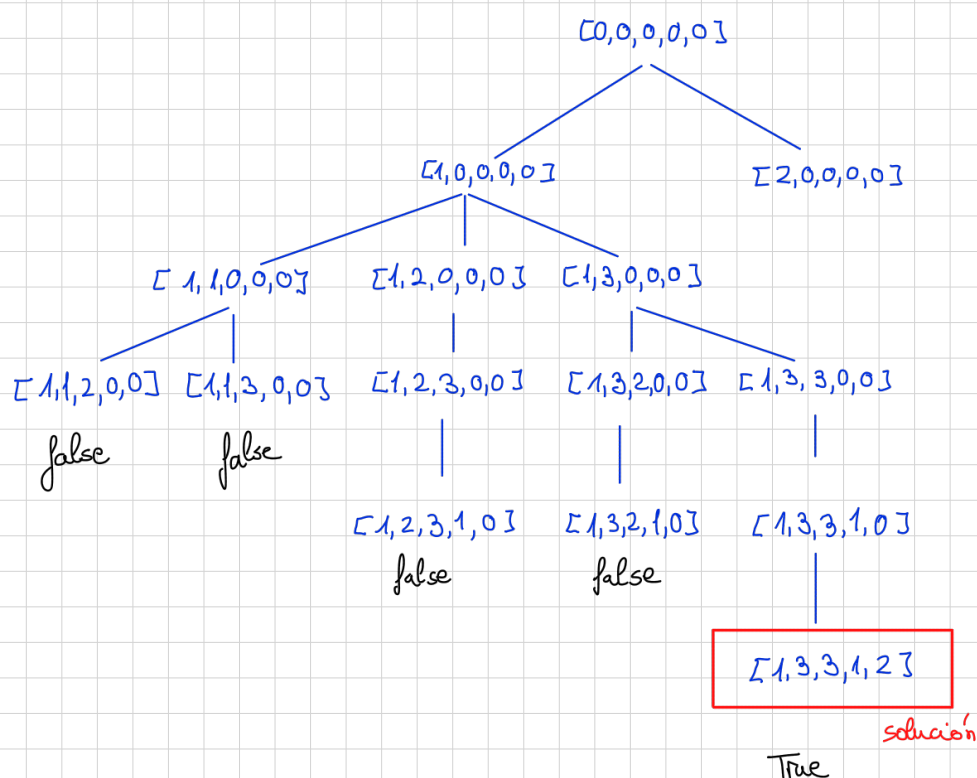 [0,0,0,0,0]
[1,0,0,0,0] [2,0,0,0,0]
[1,1,0,0,0] [1,2,0,0,0] [1,3,0,0,0]
[1,1,2,0,0] [1,1,3,0,0] [1,2,3,0,0] [1,3,2,0,0] [1,3,3,0,0]
false false
[1,2,3,1,0] [1,3,2,1,0] [1,3,3,1,0]
false false
[1,3,3,1,2]
solución
True